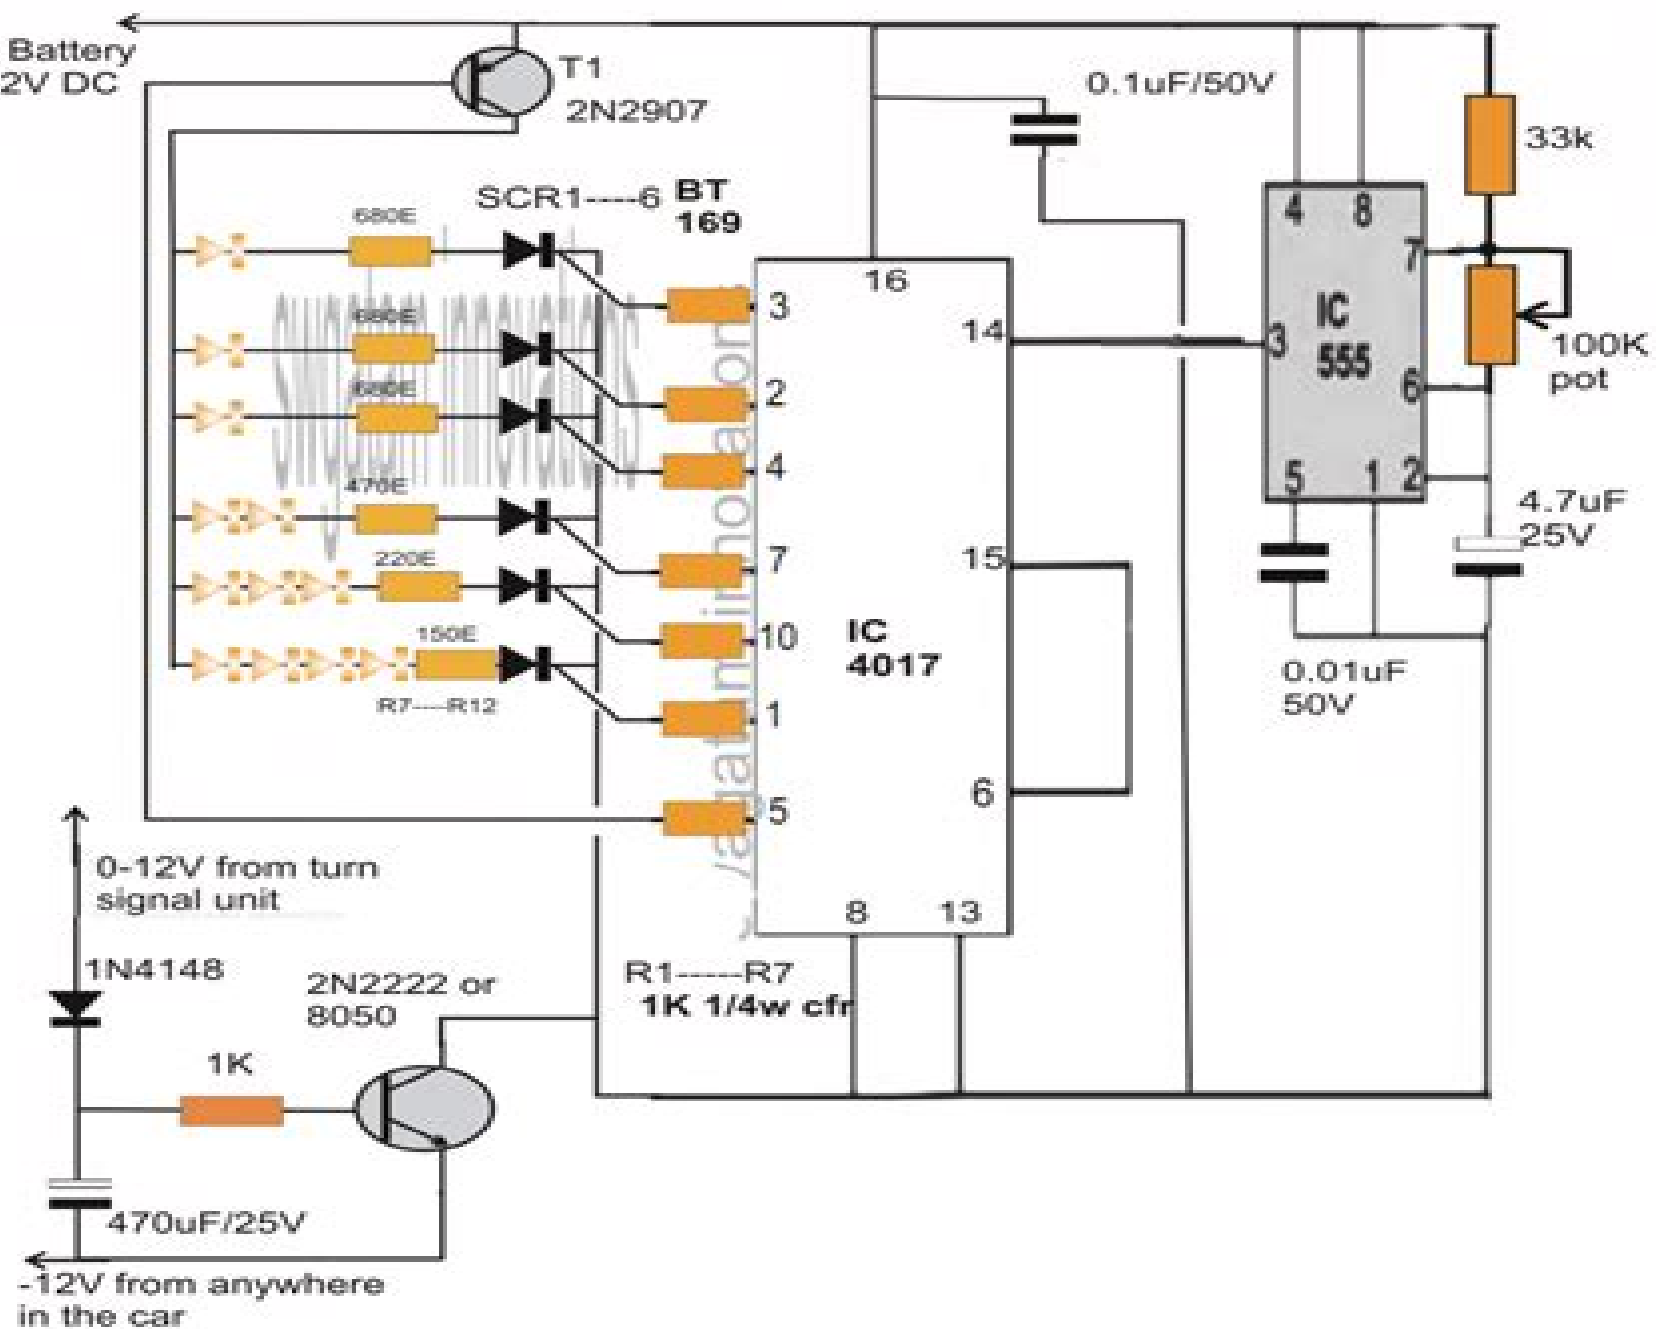 Battery
2V DC
T1
2N2907
0.1uF/50V
33k
SCR1----6 BT
169
680E
680E
680E
470E
220E
150E
R7----R12
3
2
4
7
10
1
5
16
14
15
6
8
13
IC
4017
4
8
7
3
IC
555
6
5
1
2
100K
pot
4.7uF
25V
0.01uF
50V
0-12V from turn
signal unit
1N4148
2N2222 or
8050
R1-----R7
1K 1/4w cfr
1K
470uF/25V
-12V from anywhere
in the car